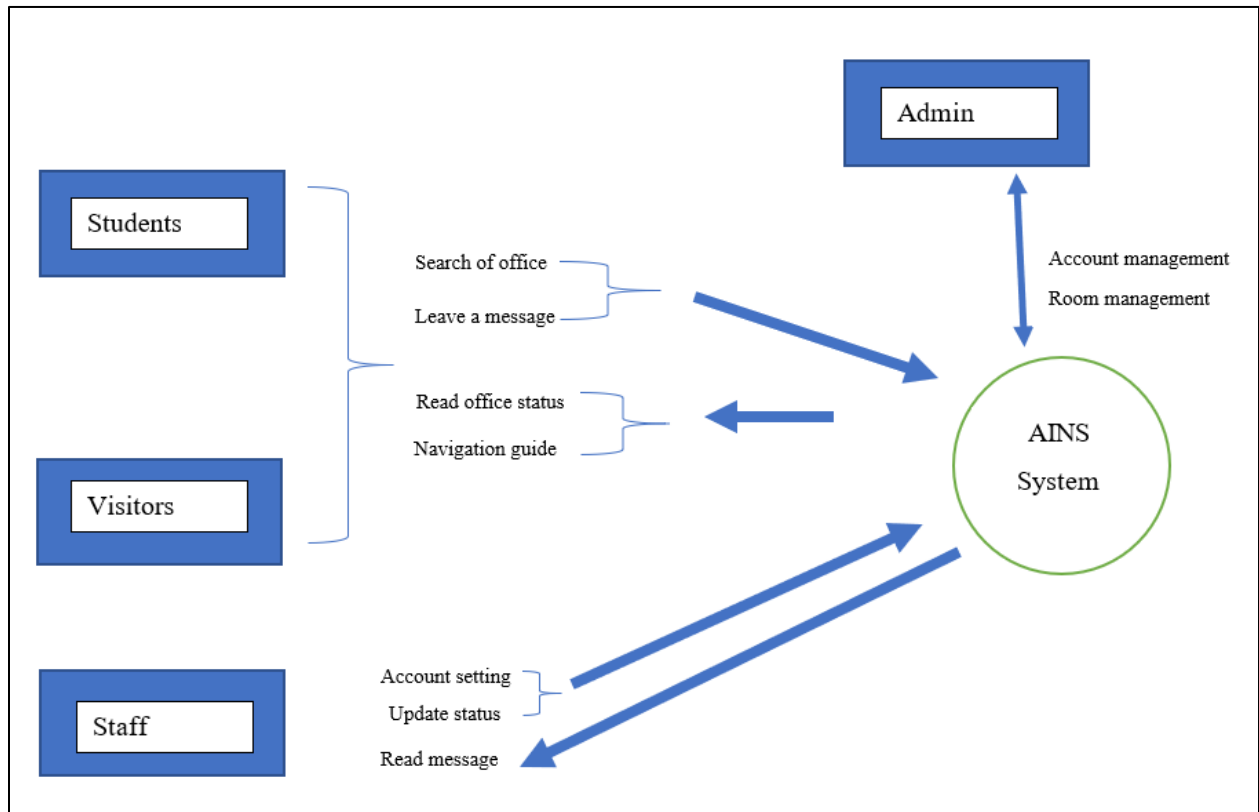 Admin
Students
Search of office
Leave a message
Account management
Room management
Read office status
Navigation guide
AINS
System
Visitors
Account setting
Update status
Read message
Staff